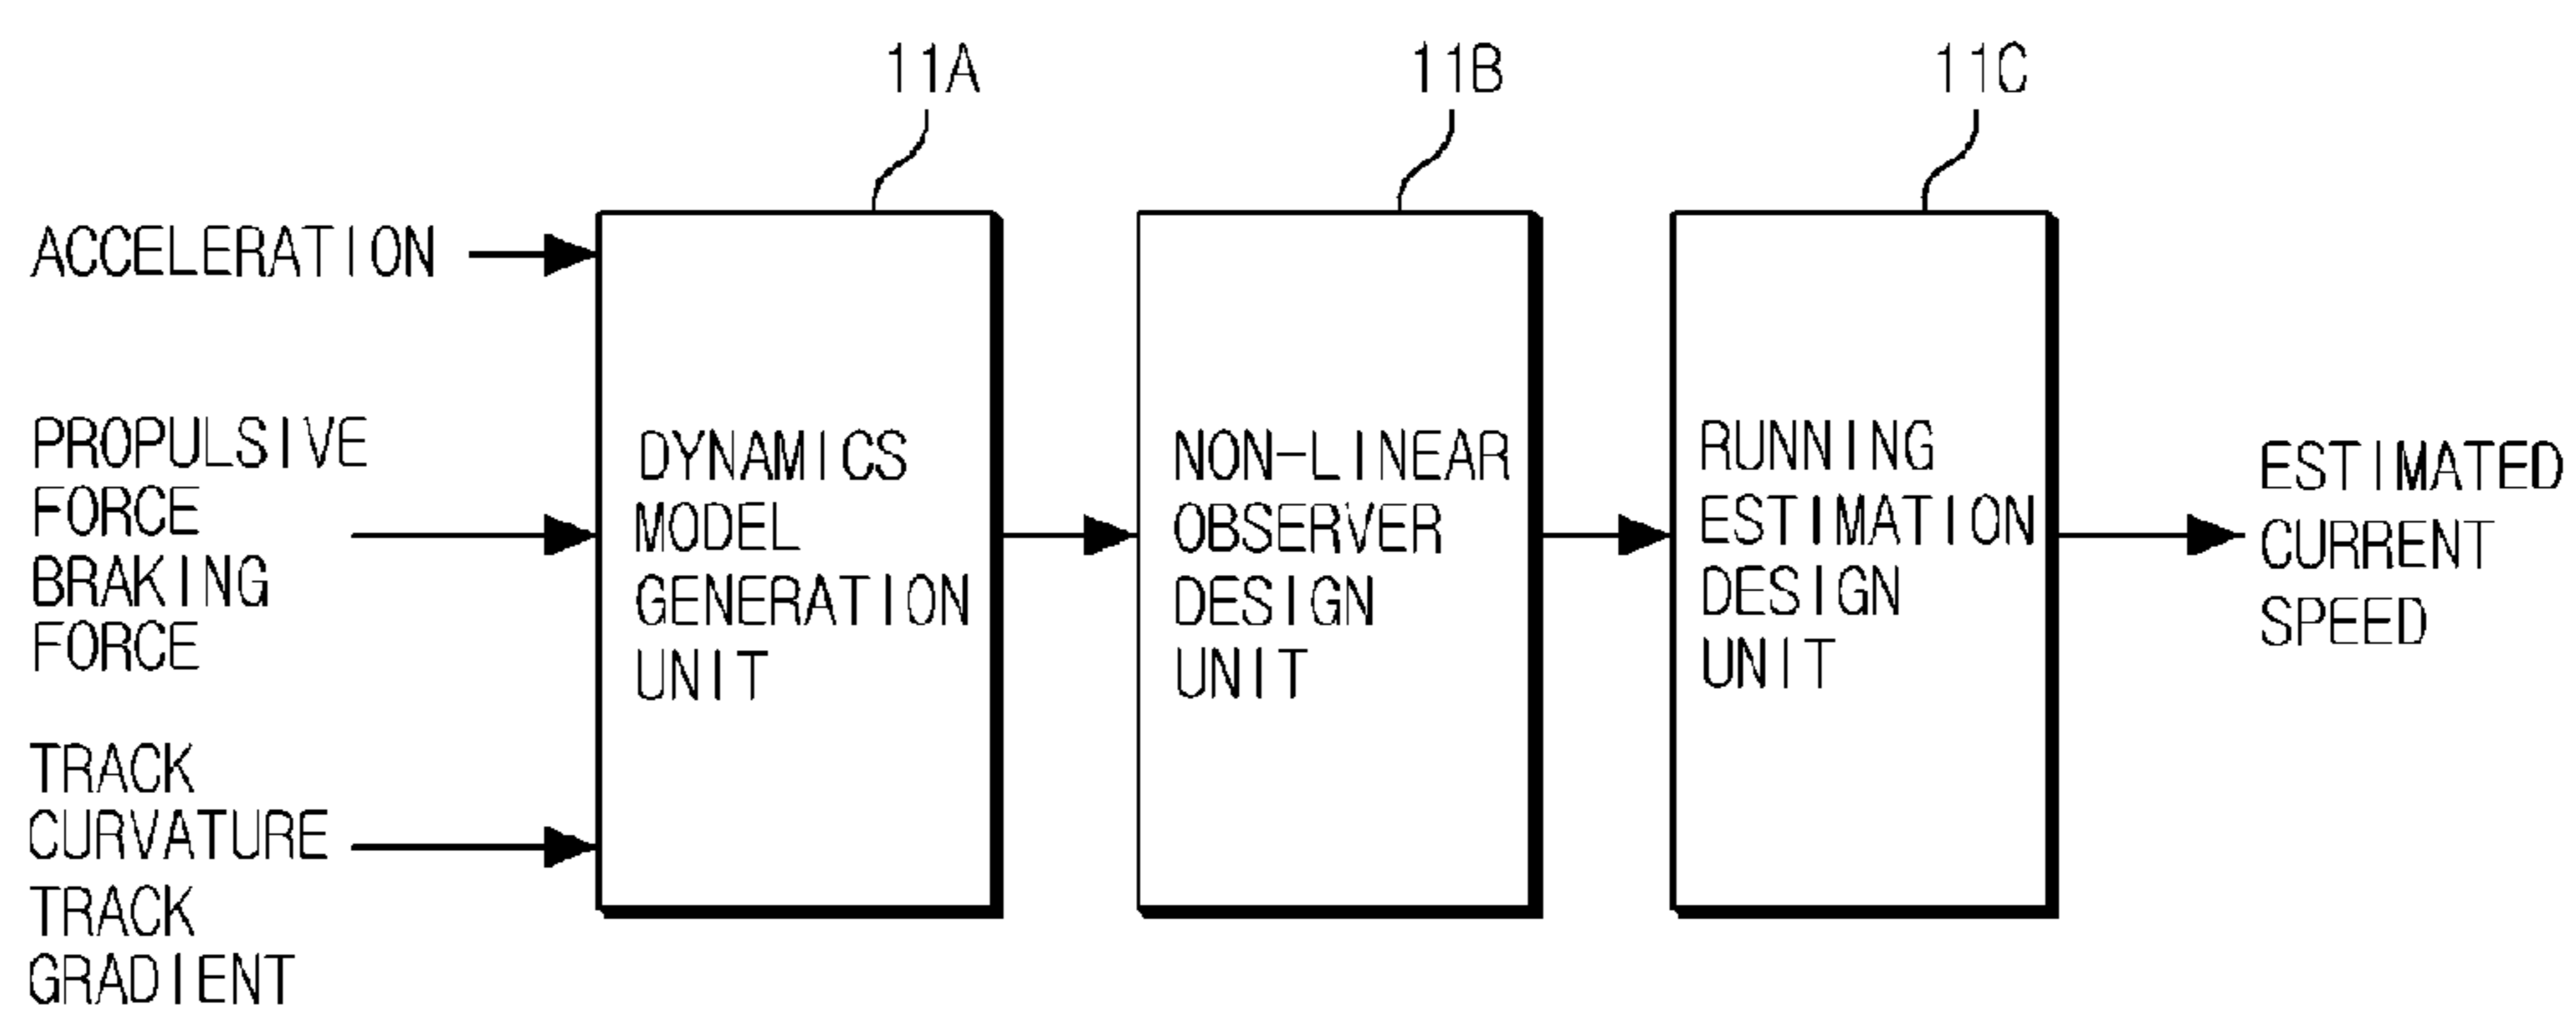 11A
11B
11C
ACCELERATION
PROPULSIVE
FORCE
BRAKING
FORCE
TRACK
CURVATURE
TRACK
GRADIENT
DYNAMICS
MODEL
GENERATION
UNIT
NON-LINEAR
OBSERVER
DESIGN
UNIT
RUNNING
ESTIMATION
DESIGN
UNIT
ESTIMATED
CURRENT
SPEED